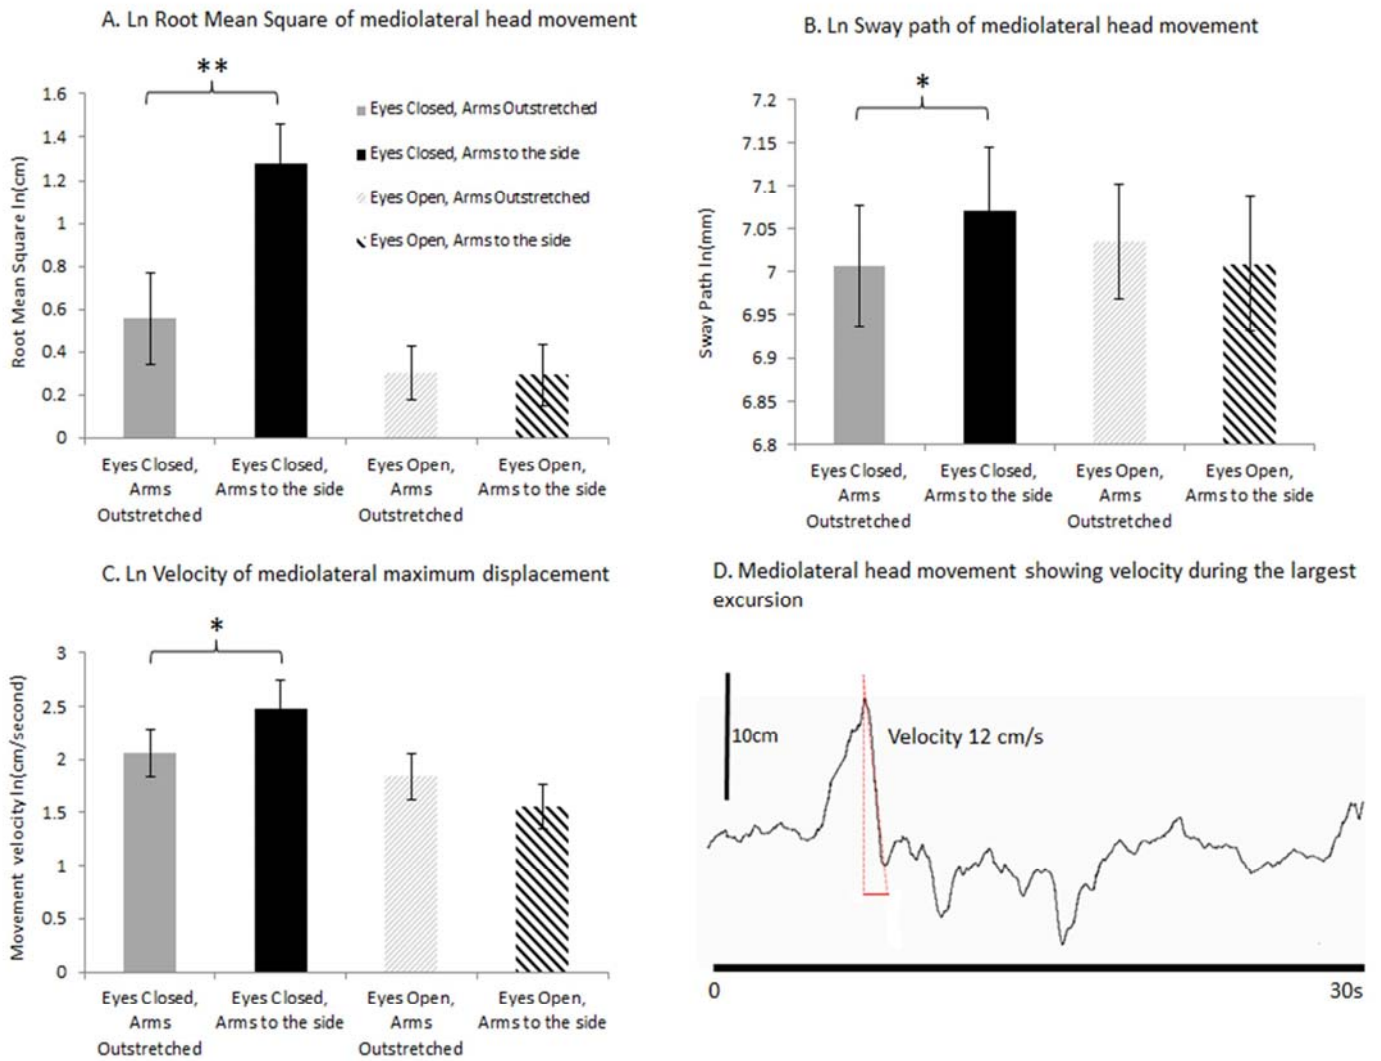 A. Ln Root Mean Square of mediolateral head movement
**
1.6
1.4
1.2
1
0.8
0.6
0.4
0.2
0
Root Mean Square ln(cm)
Eyes Closed, Arms Outstretched
Eyes Closed, Arms to the side
Eyes Open, Arms Outstretched
Eyes Open, Arms to the side
Eyes Closed,
Arms
Outstretched
Eyes Closed,
Arms to the side
Eyes Open,
Arms
Outstretched
Eyes Open,
Arms to the side
B. Ln Sway path of mediolateral head movement
*
7.2
7.15
7.1
7.05
7
6.95
6.9
6.85
6.8
Sway Path ln(mm)
Eyes Closed,
Arms
Outstretched
Eyes Closed,
Arms to the side
Eyes Open,
Arms
Outstretched
Eyes Open,
Arms to the side
C. Ln Velocity of mediolateral maximum displacement
*
3
2.5
2
1.5
1
0.5
0
Movement velocity ln(cm/second)
Eyes Closed,
Arms
Outstretched
Eyes Closed,
Arms to the side
Eyes Open,
Arms
Outstretched
Eyes Open,
Arms to the side
D. Mediolateral head movement showing velocity during the largest
excursion
10cm
Velocity 12 cm/s
0
30s